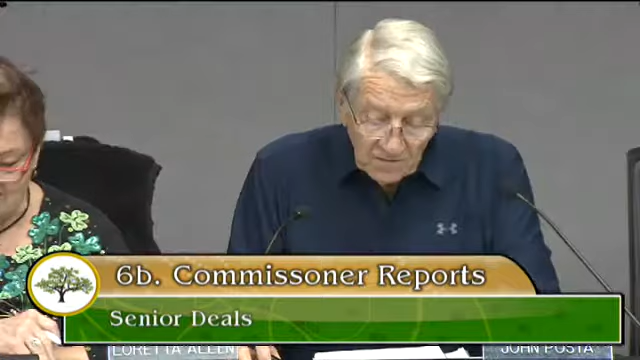 6b. Commissoner Reports
Senior Deals
LORETTA ALLEN
JOHN POSTA